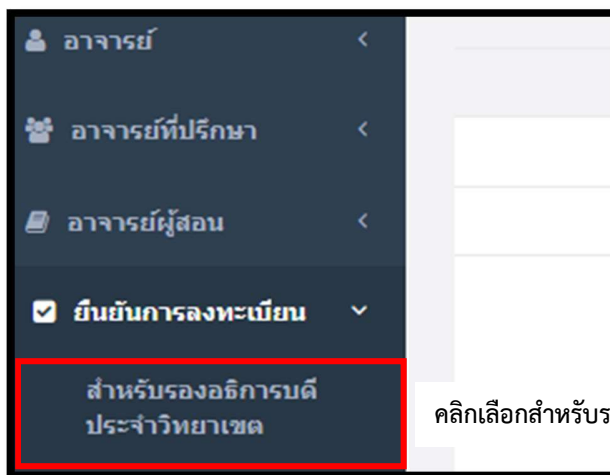 อาจารย์
อาจารย์ที่ปรึกษา
อาจารย์ผู้สอน
ยืนยันการลงทะเบียน
สำหรับรองอธิการบดี
ประจำวิทยาเขต
คลิกเลือกสำหรับร